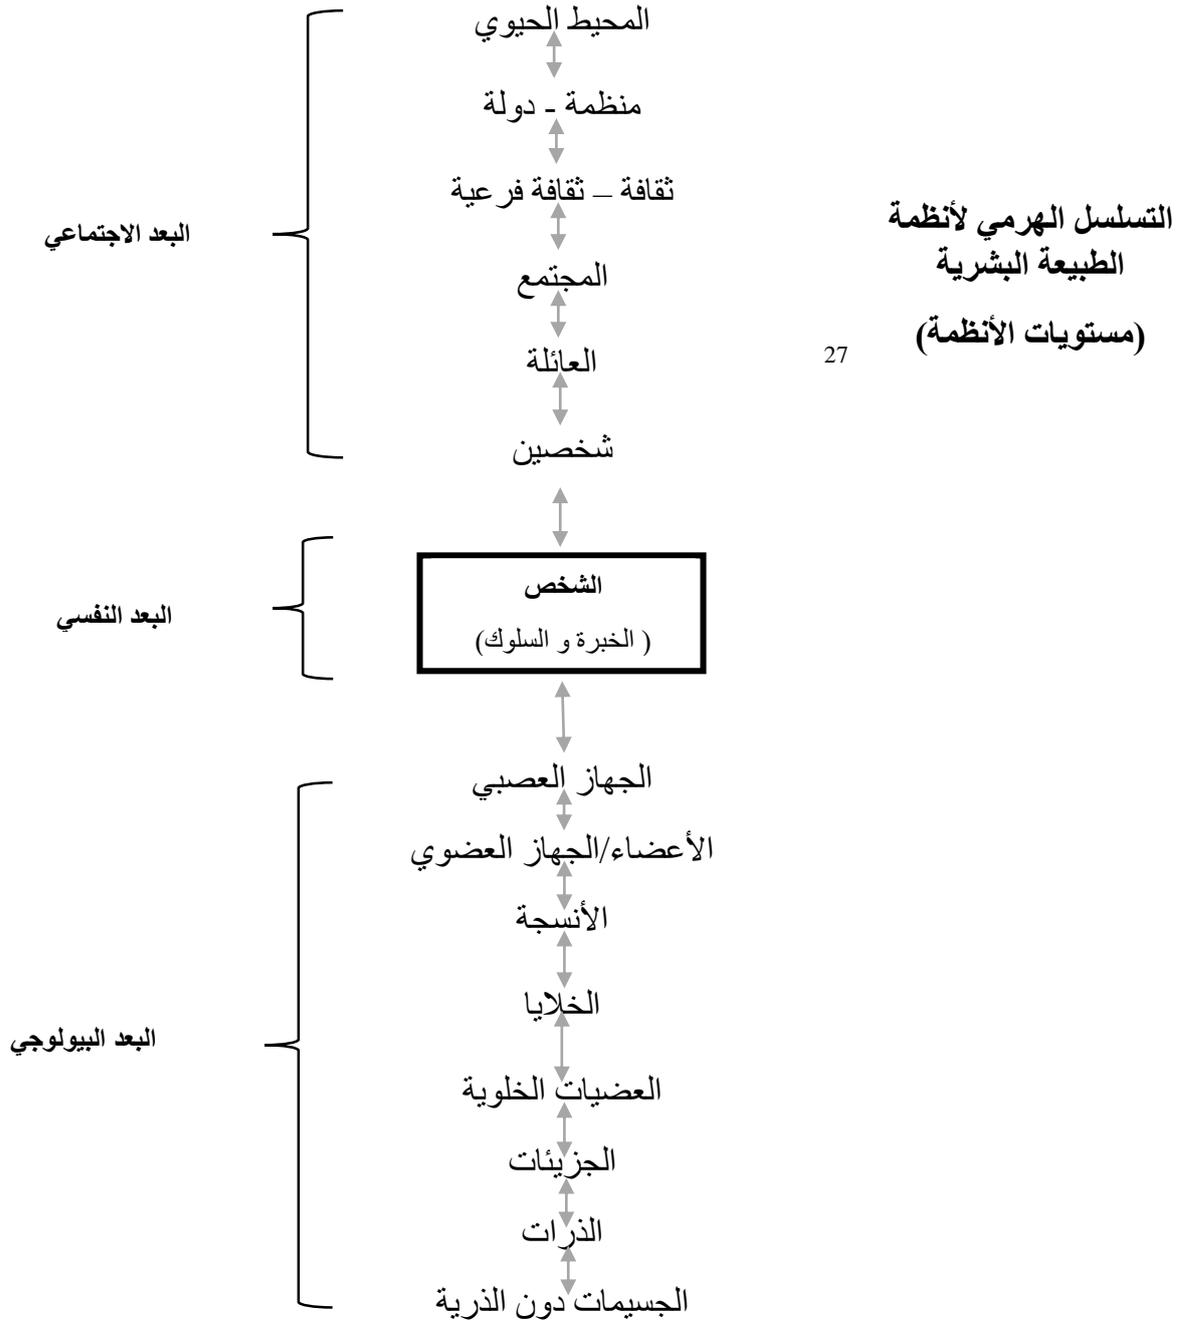 المحيط الحيوي
منظمة - دولة
ثقافة – ثقافة فرعية
التسلسل الهرمي لأنظمة
الطبيعة البشرية
البعد الاجتماعي
المجتمع
(مستويات الأنظمة)
27
العائلة
شخصين
الشخص
( الخبرة و السلوك)
البعد النفسي
الجهاز العصبي
الأعضاء/الجهاز العضوي
الأنسجة
الخلايا
البعد البيولوجي
العضيات الخلوية
الجزيئات
الذرات
الجسيمات دون الذرية